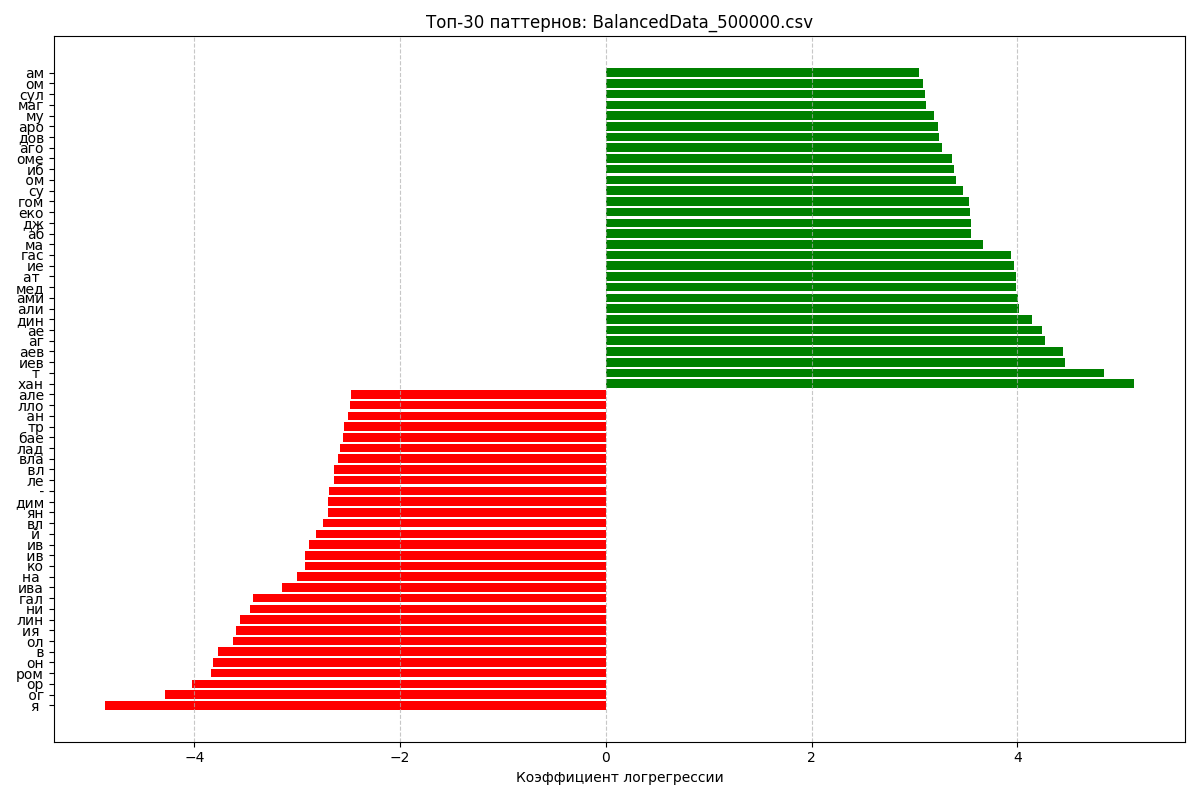 Топ-30 паттернов: BalancedData_500000.csv
ам
ом
сул
маг
му
аро
дов
аго
оме
иб
ом
су
гом
еко
дж
аб
ма
гас
ие
ат
мед
ами
али
дин
ае
аг
аев
иев
т
хан
але
лло
ан
тр
бае
лад
вла
вл
ле
-
дим
ян
вл
й
ив
ив
ко
на
ива
гал
ни
лин
ия
ол
в
он
ром
ор
ог
я
−4 −2 0 2 4
Коэффициент логрегрессии